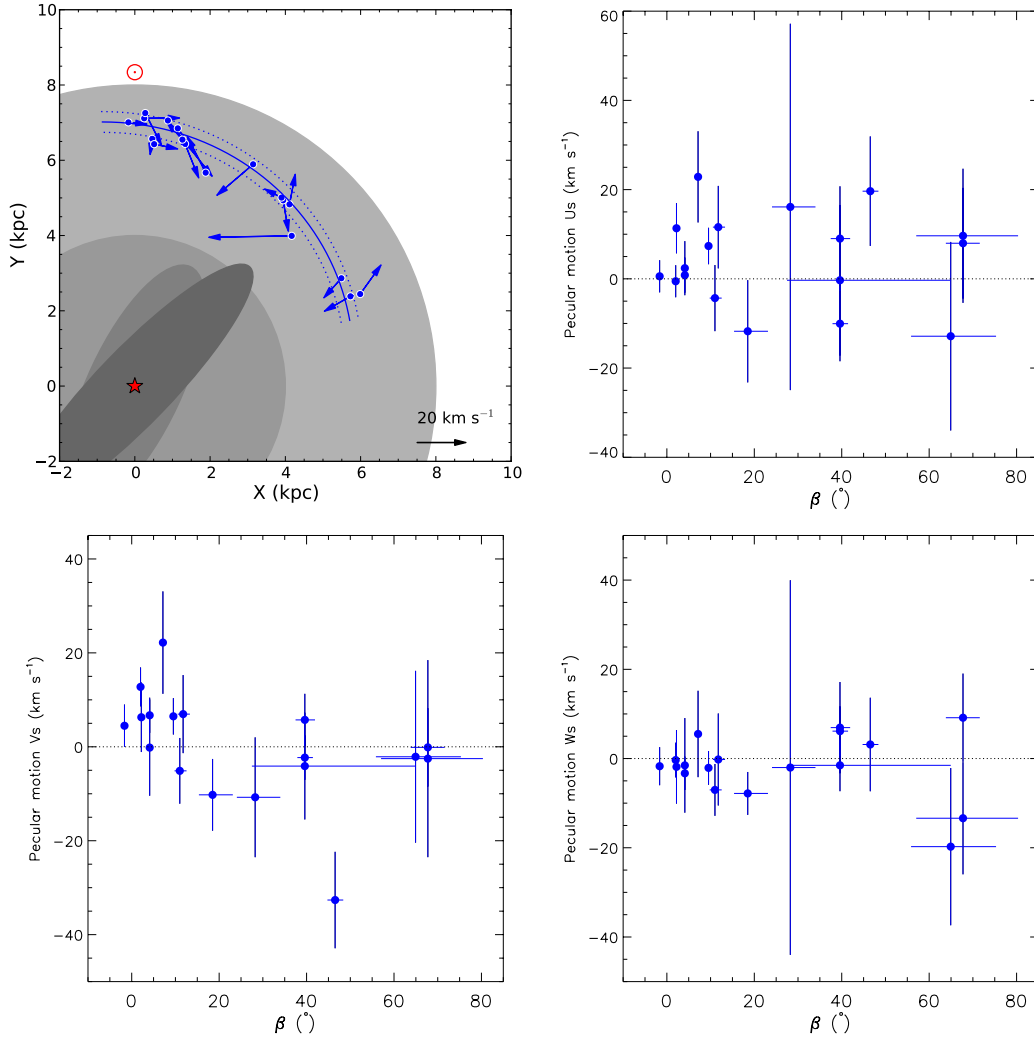 10
8
6
4
2
0
−2
Y (kpc)
20 km s−1
−2 0 2 4 6 8 10
X (kpc)
60
40
20
0
−20
−40
Pecular motion Us (km s−1)
0 20 40 60 80
β (°)
40
20
0
−20
−40
Pecular motion Vs (km s−1)
0 20 40 60 80
β (°)
40
20
0
−20
−40
Pecular motion Ws (km s−1)
0 20 40 60 80
β (°)